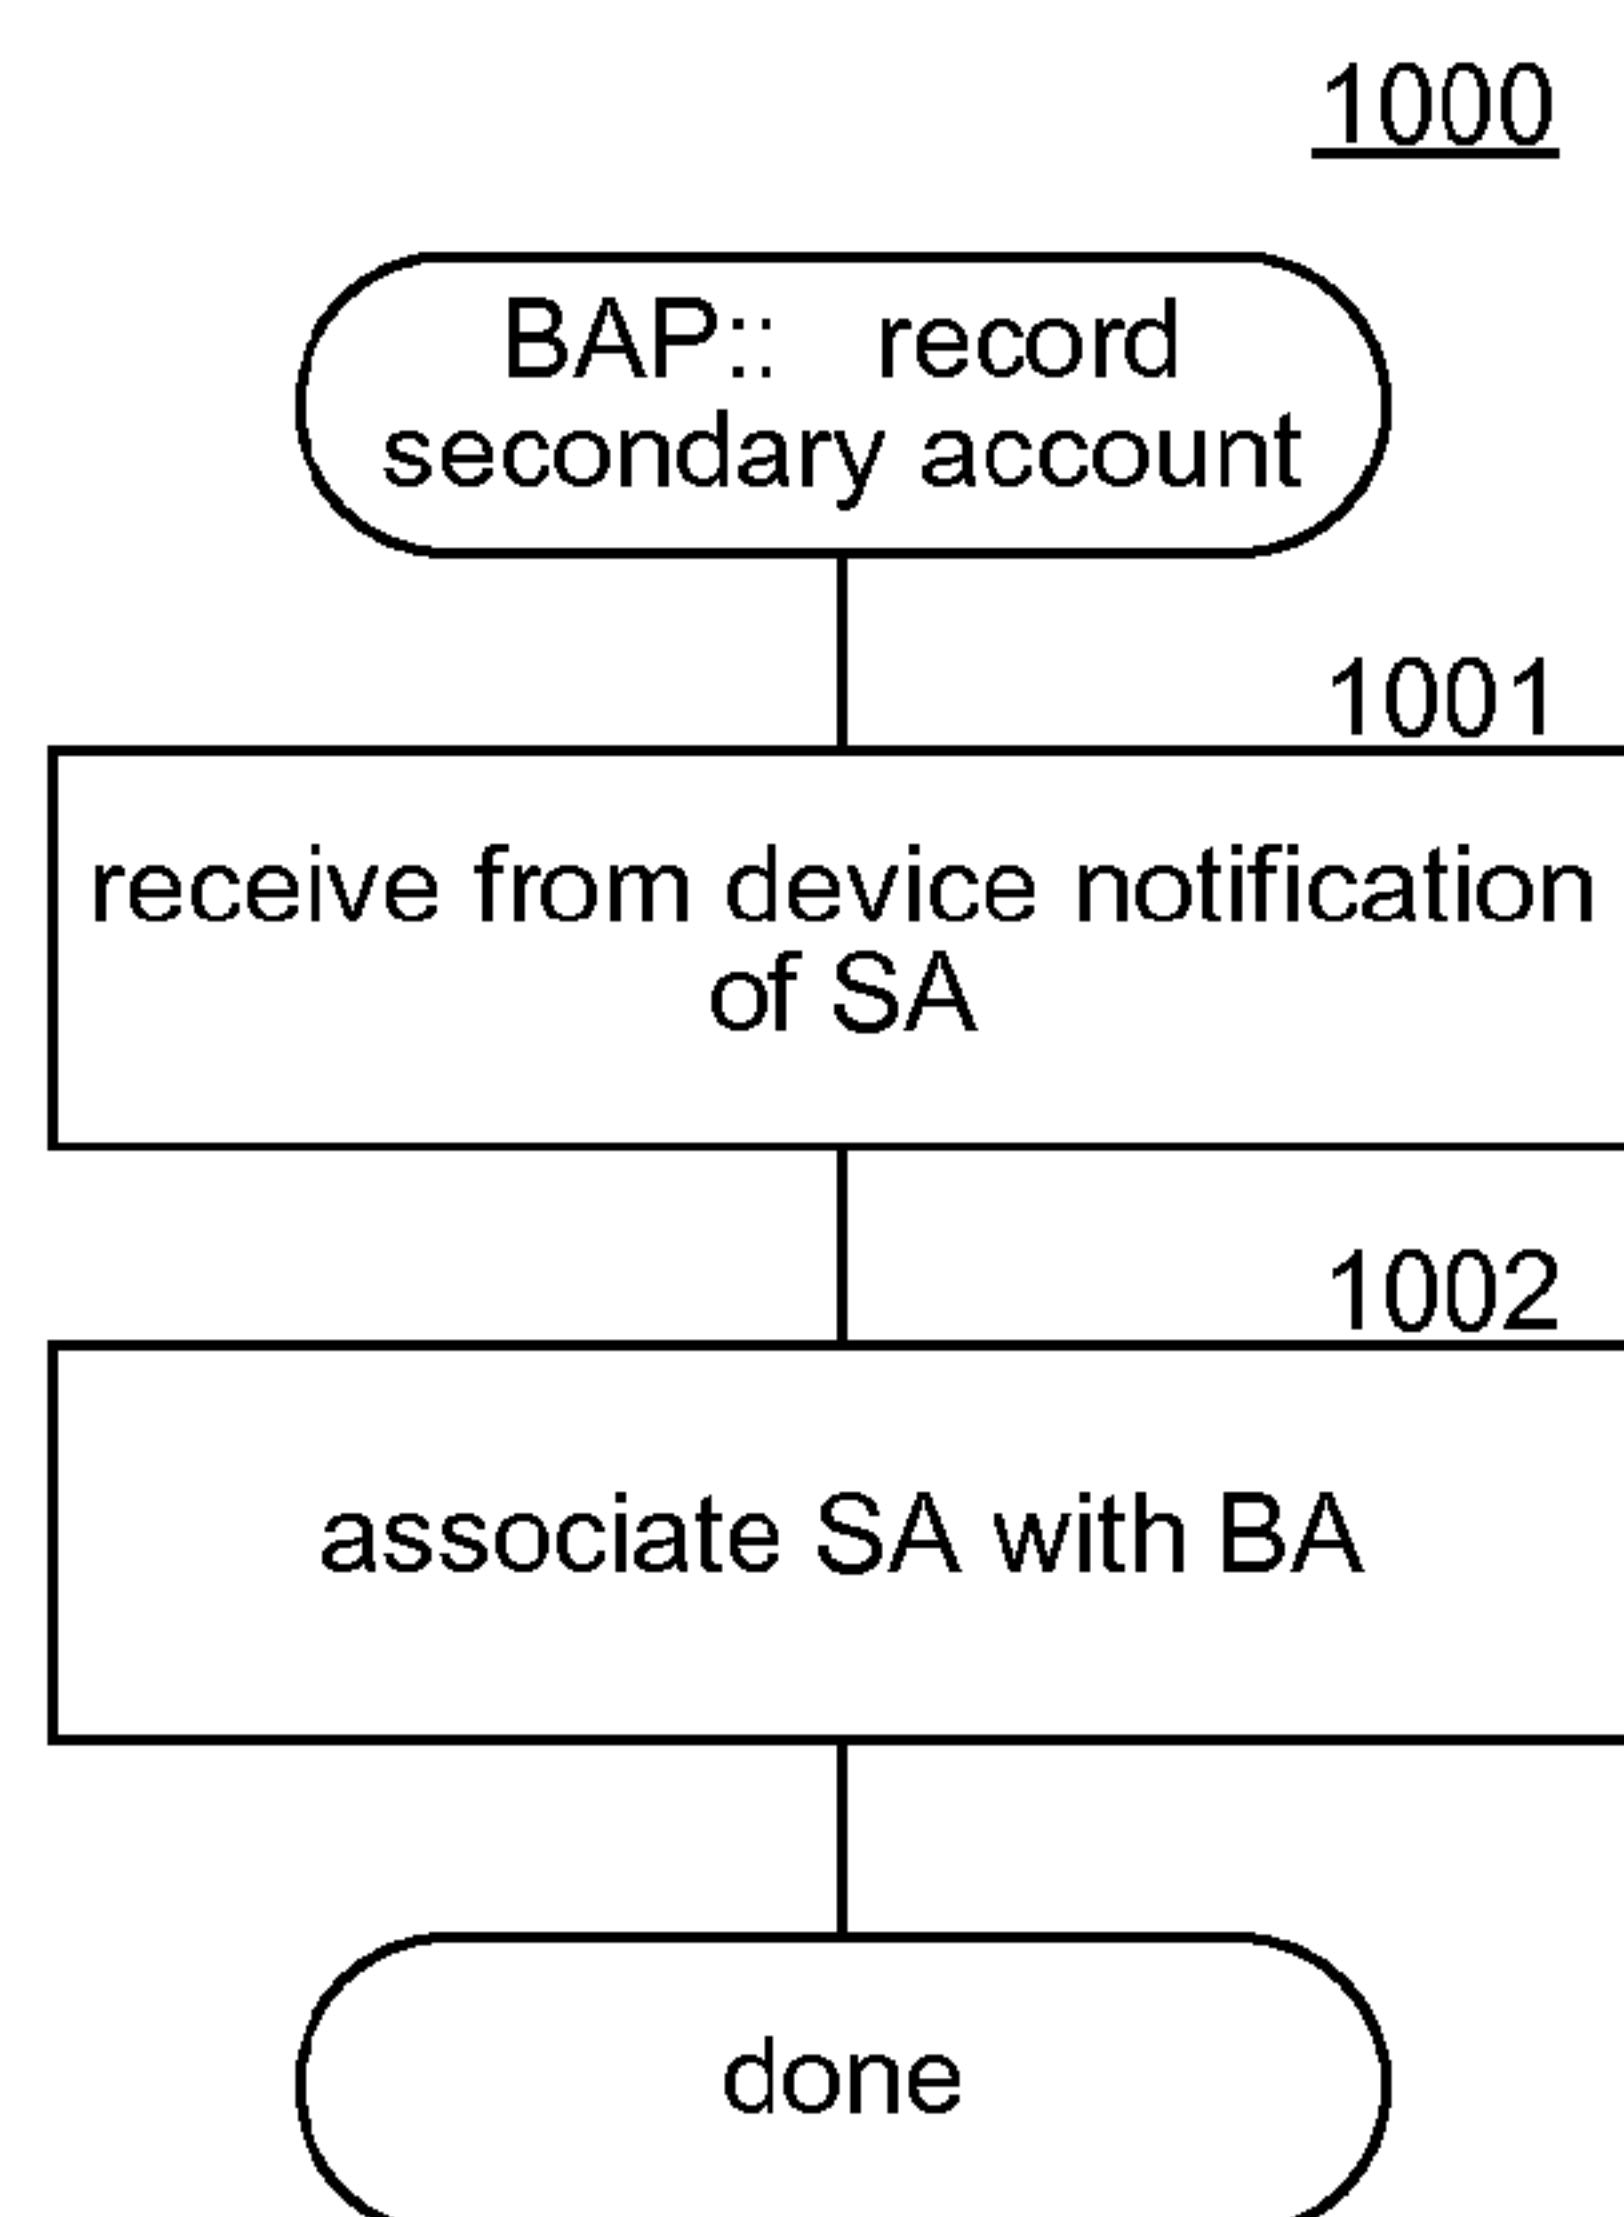 1000
BAP:: record
secondary account
1001
receive from device notification
of SA
1002
associate SA with BA
done